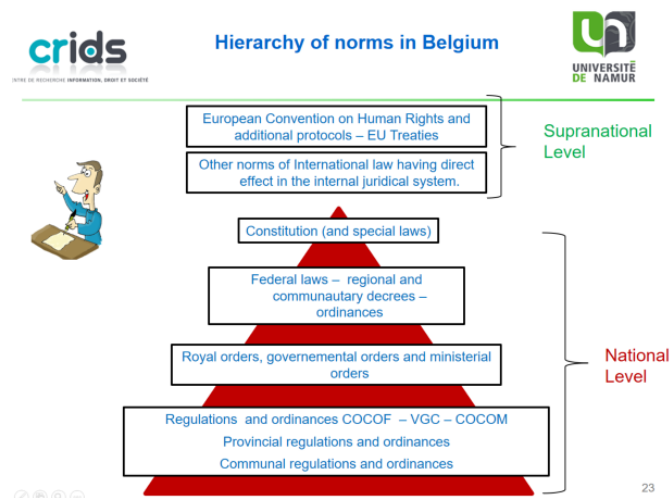 crids
NTRE DE RECHERCHE INFORMATION, DROIT ET SOCIÉTÉ
Hierarchy of norms in Belgium
UNIVERSITÉ
DE NAMUR
European Convention on Human Rights and
additional protocols – EU Treaties
Other norms of International law having direct
effect in the internal juridical system.
Supranational
Level
Constitution (and special laws)
Federal laws – regional and
communautary decrees –
ordinances
Royal orders, governemental orders and ministerial
orders
National
Level
Regulations and ordinances COCOF – VGC – COCOM
Provincial regulations and ordinances
Communal regulations and ordinances
23